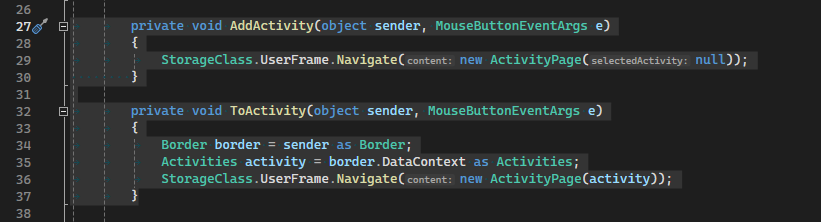 26
27 private void AddActivity(object sender, MouseButtonEventArgs e)
28 {
29 StorageClass.UserFrame.Navigate(content: new ActivityPage(selectedActivity: null));
30 }
31
32 private void ToActivity(object sender, MouseButtonEventArgs e)
33 {
34 Border border = sender as Border;
35 Activities activity = border.DataContext as Activities;
36 StorageClass.UserFrame.Navigate(content: new ActivityPage(activity));
37 }
38